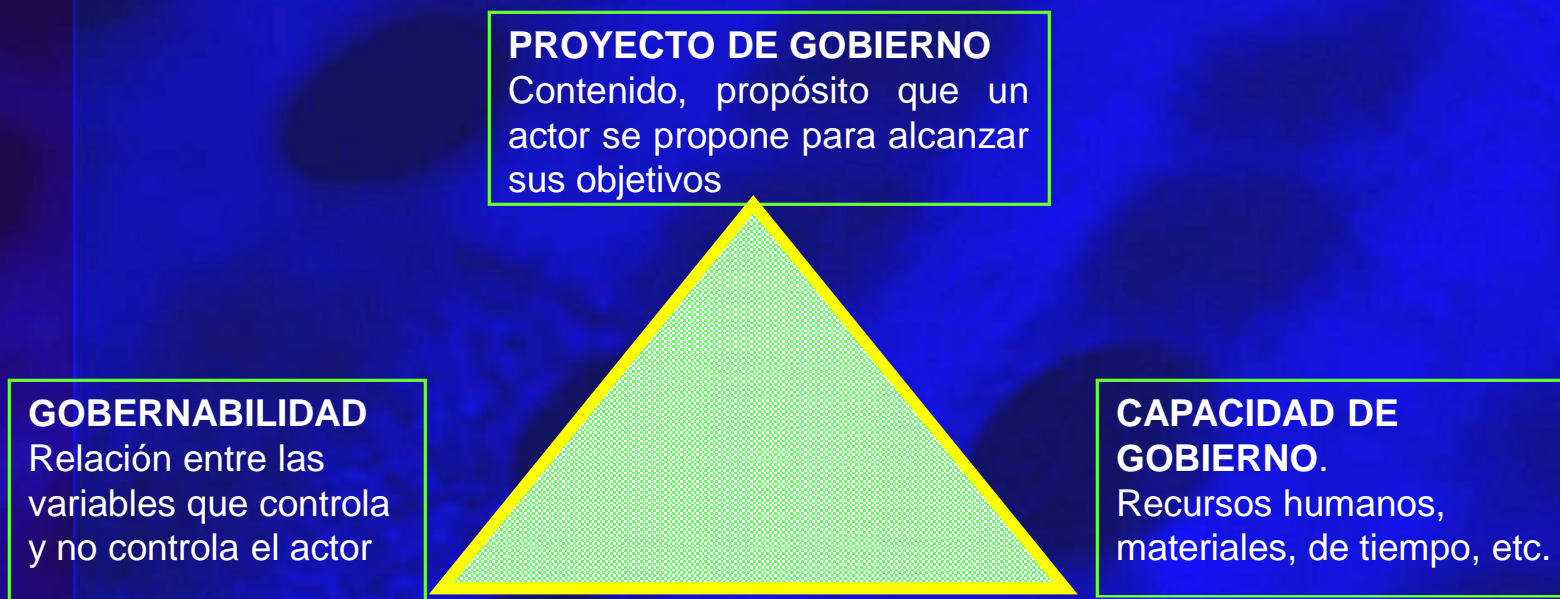 PROYECTO DE GOBIERNO
Contenido, propósito que un
actor se propone para alcanzar
sus objetivos
GOBERNABILIDAD
Relación entre las
variables que controla
y no controla el actor
CAPACIDAD DE
GOBIERNO.
Recursos humanos,
materiales, de tiempo, etc.